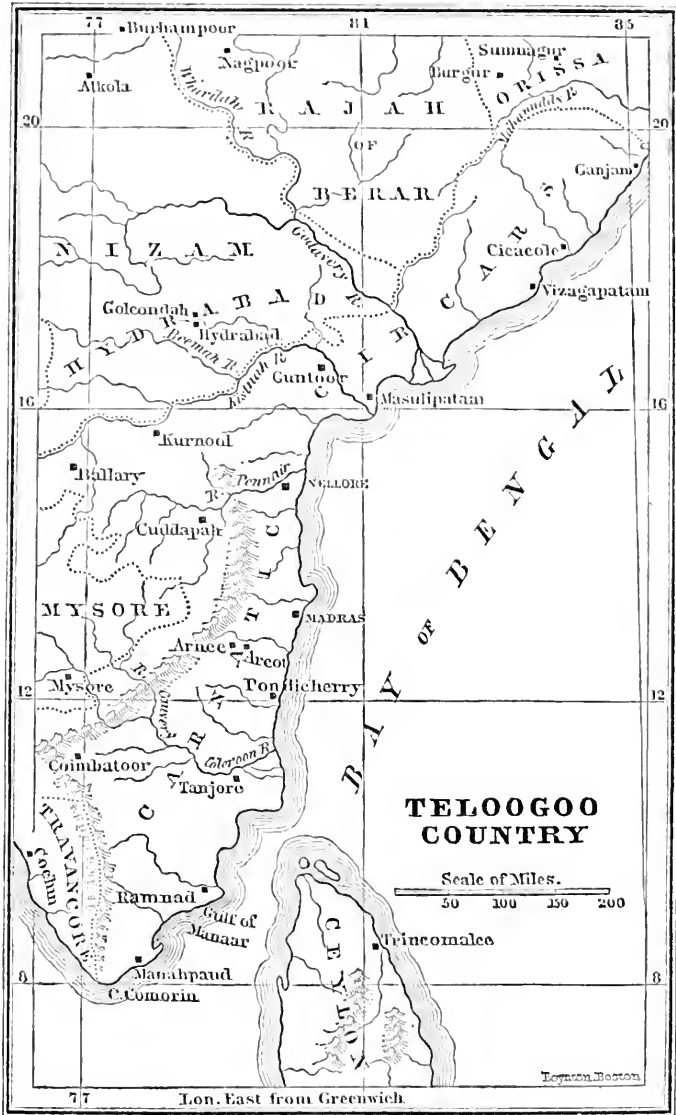 77
81
85
Burhampoor
Nagpoor
Sumnagur
Burgur
Akola
Whardah
R
RAJAH
ORISSA
Mahanuddy R
20
20
OF
BERAR
Ganjam
NIZAM
Godavery
R
CIRCARS
Cicacole
Vizagapatam
Golcondah
HYDRABAD
Hydrabad
Beemah R
Kistnah R
Guntoor
Masulipatam
16
16
Kurnool
Ballary
R
Pennair
NELLORE
Cuddapah
BAY OF BENGAL
MYSORE
CARNATIC
MADRAS
Arnee
Arcot
Mysore
R
Cauvery
Pondicherry
12
12
Coimbatoor
Coleroon R
Tanjore
TELOOGOO
COUNTRY
TRAVANCORE
Cochin
Scale of Miles.
50 100 150 200
Ramnad
Gulf of
Manaar
CEYLON
Trincomalee
Manahpaud
8
8
C. Comorin
Boynton, Boston
77
81
85
Lon. East from Greenwich